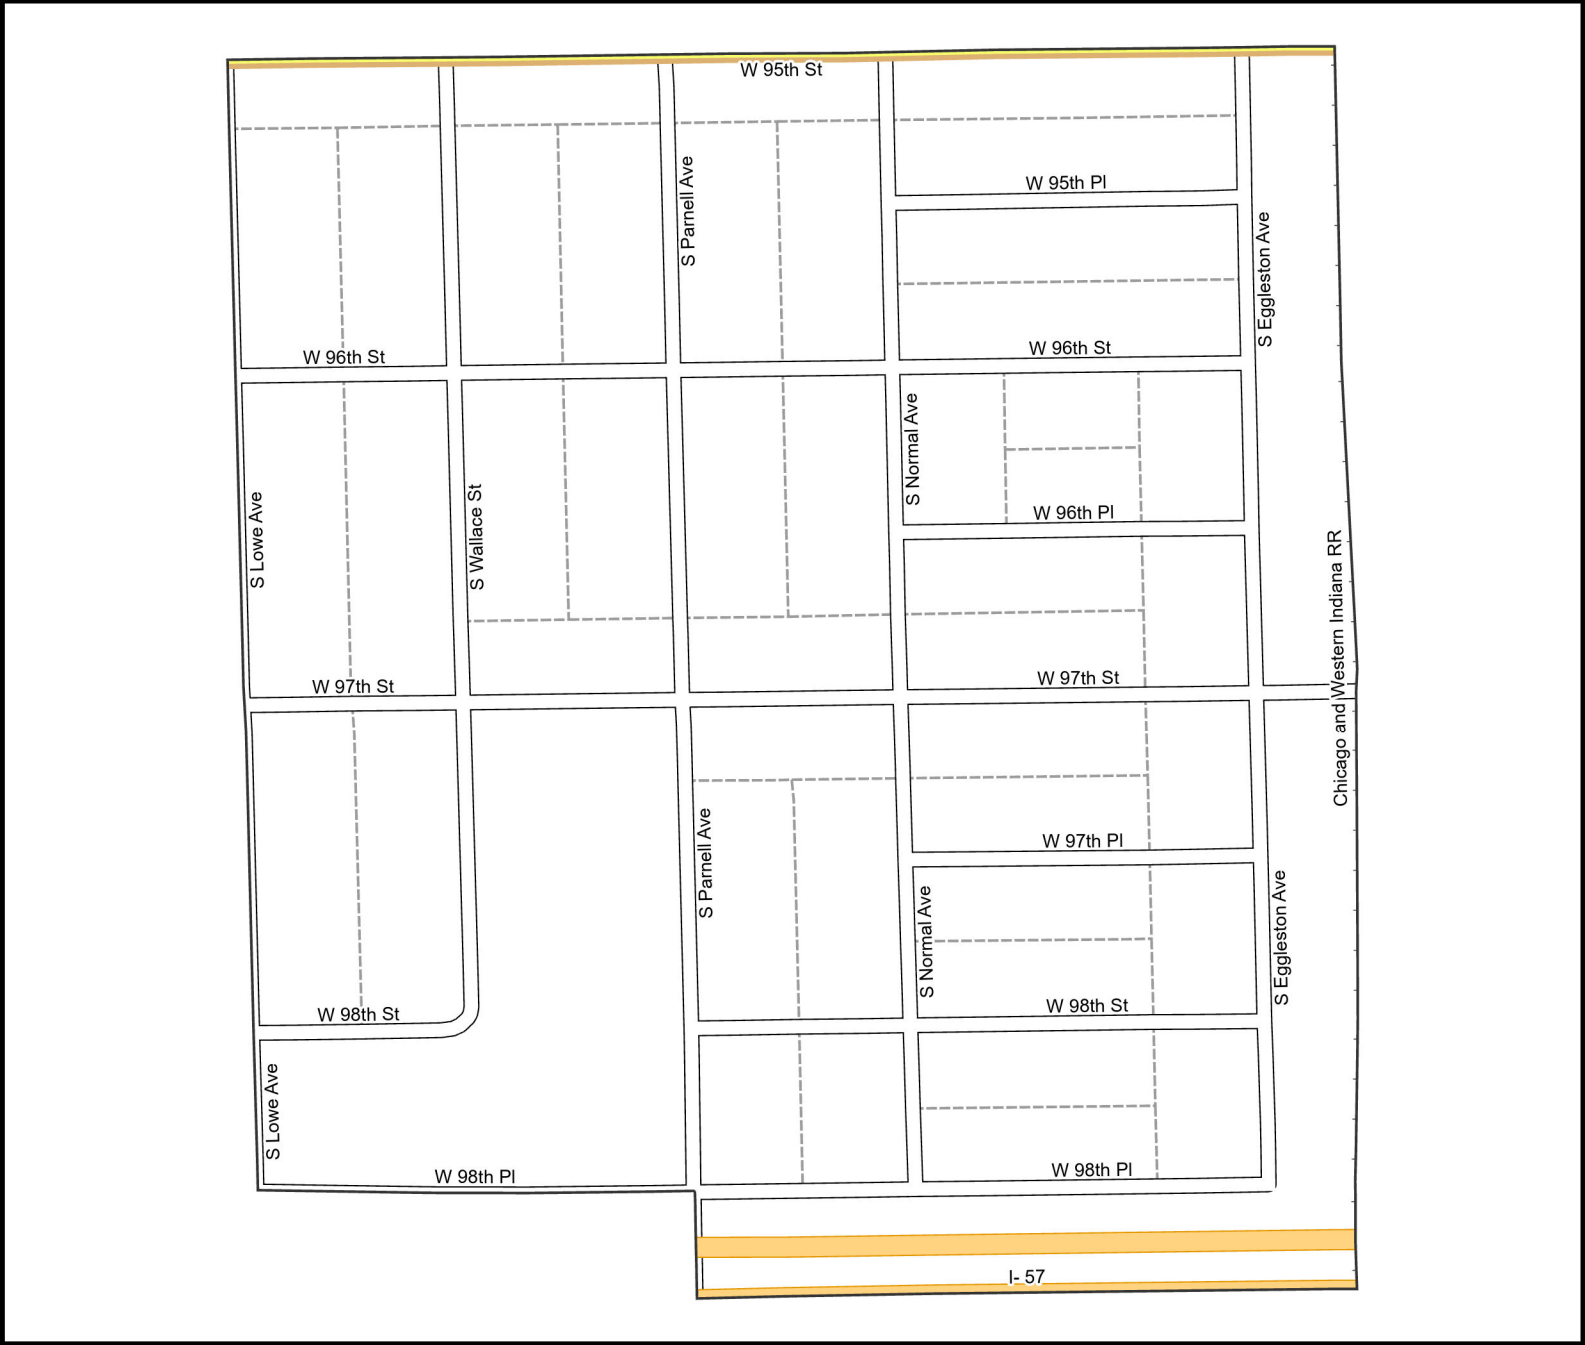 W 95th St
S Parnell Ave
W 95th Pl
S Eggleston Ave
W 96th St
W 96th St
S Normal Ave
S Lowe Ave
S Wallace St
W 96th Pl
Chicago and Western Indiana RR
W 97th St
W 97th St
S Parnell Ave
W 97th Pl
S Normal Ave
S Eggleston Ave
W 98th St
W 98th St
S Lowe Ave
W 98th Pl
W 98th Pl
I- 57